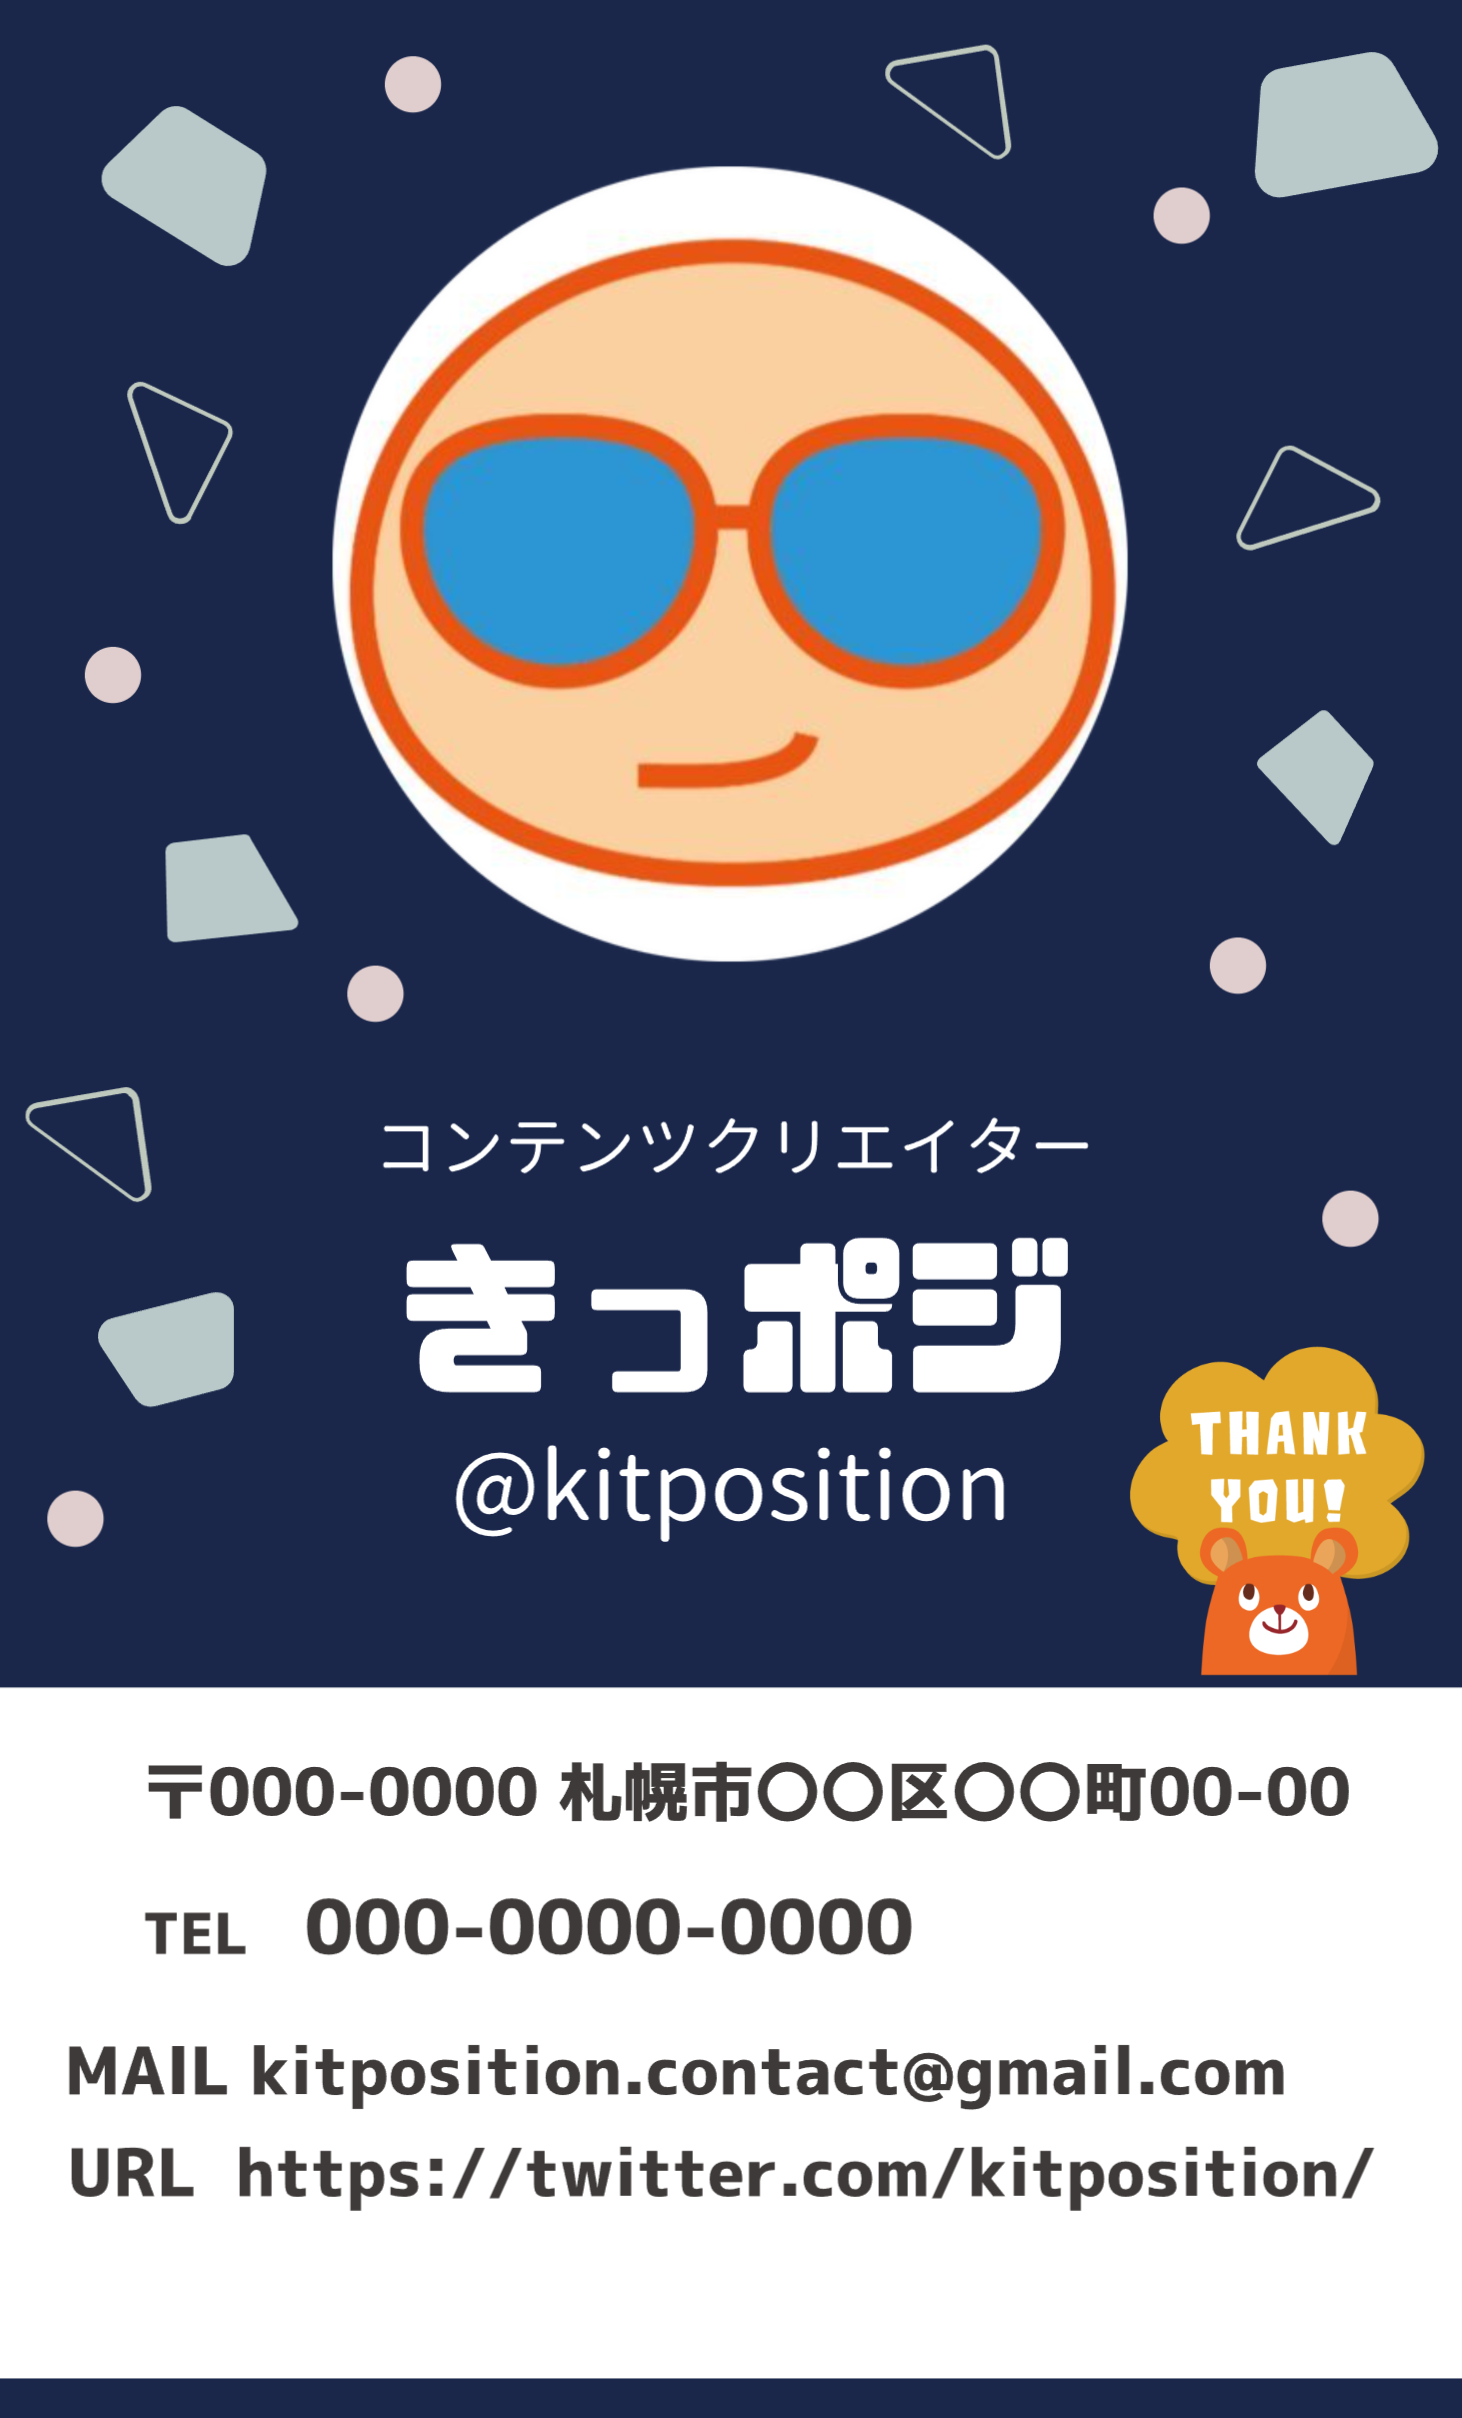 コンテンツクリエイター
きっポジ
@kitposition
THANK
YOU!
〒000-0000 札幌市〇〇区〇〇町00-00
TEL 000-0000-0000
MAIL kitposition.contact@gmail.com
URL https://twitter.com/kitposition/